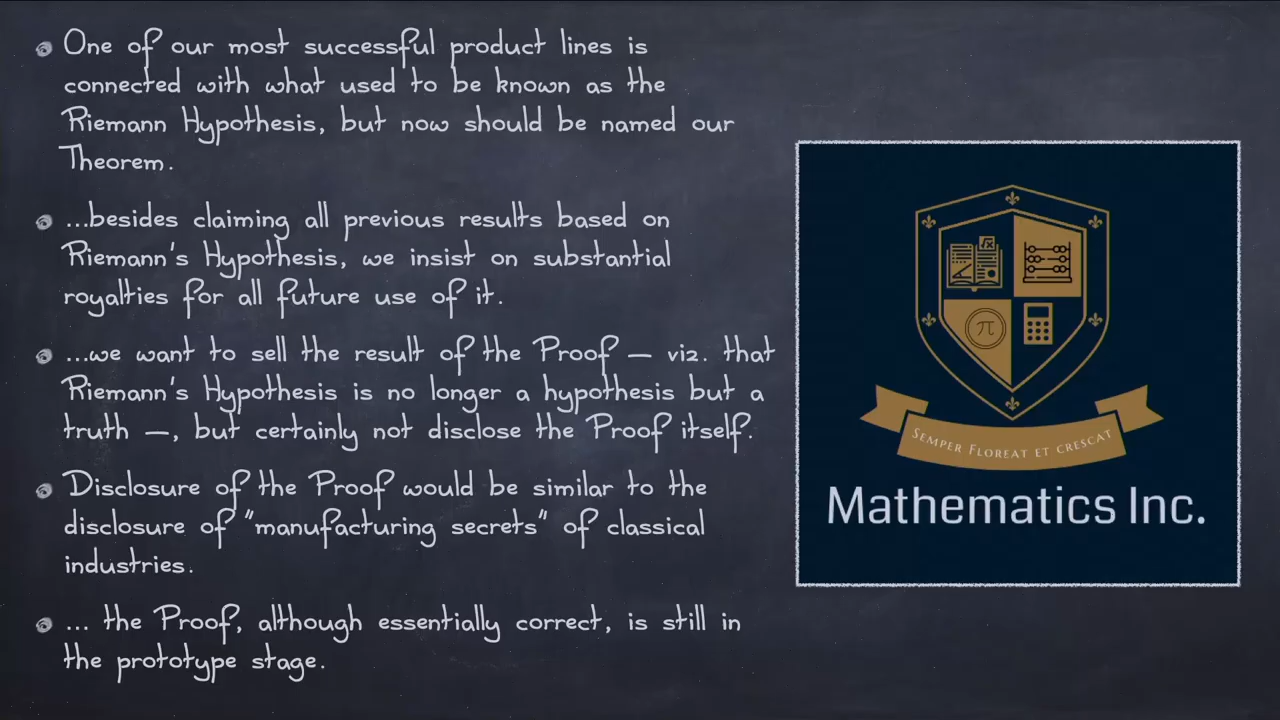 One of our most successful product lines is
connected with what used to be known as the
Riemann Hypothesis, but now should be named our
Theorem.
...besides claiming all previous results based on
Riemann's Hypothesis, we insist on substantial
royalties for all future use of it.
...we want to sell the result of the Proof — viz. that
Riemann's Hypothesis is no longer a hypothesis but a
truth —, but certainly not disclose the Proof itself.
Disclosure of the Proof would be similar to the
disclosure of "manufacturing secrets" of classical
industries.
... the Proof, although essentially correct, is still in
the prototype stage.
√x
π
SEMPER FLOREAT ET CRESCAT
Mathematics Inc.